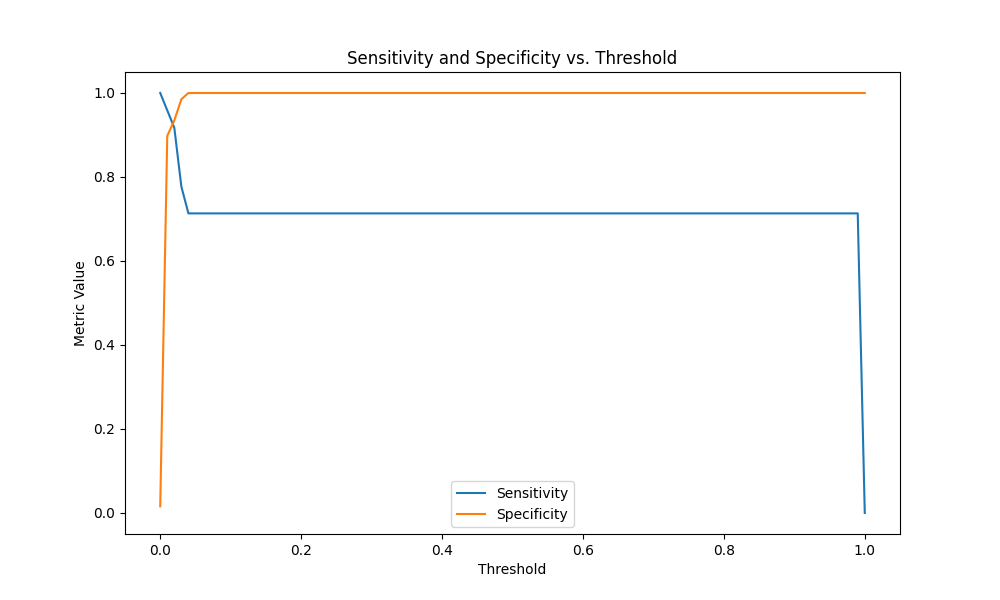 Sensitivity and Specificity vs. Threshold
1.0
0.8
0.6
0.4
0.2
0.0
Metric Value
Sensitivity
Specificity
0.0 0.2 0.4 0.6 0.8 1.0
Threshold